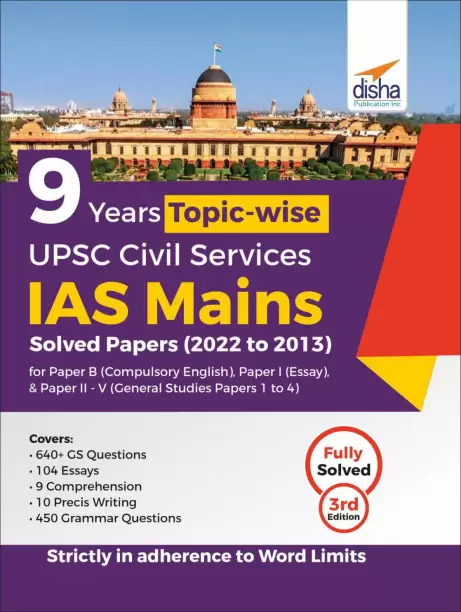 disha
Publication Inc
9 Years Topic-wise
UPSC Civil Services
IAS Mains
Solved Papers (2022 to 2013)
for Paper B (Compulsory English), Paper I (Essay),
& Paper II - V (General Studies Papers 1 to 4)
Covers:
• 640+ GS Questions
• 104 Essays
• 9 Comprehension
• 10 Precis Writing
• 450 Grammar Questions
Fully
Solved
3rd
Edition
Strictly in adherence to Word Limits